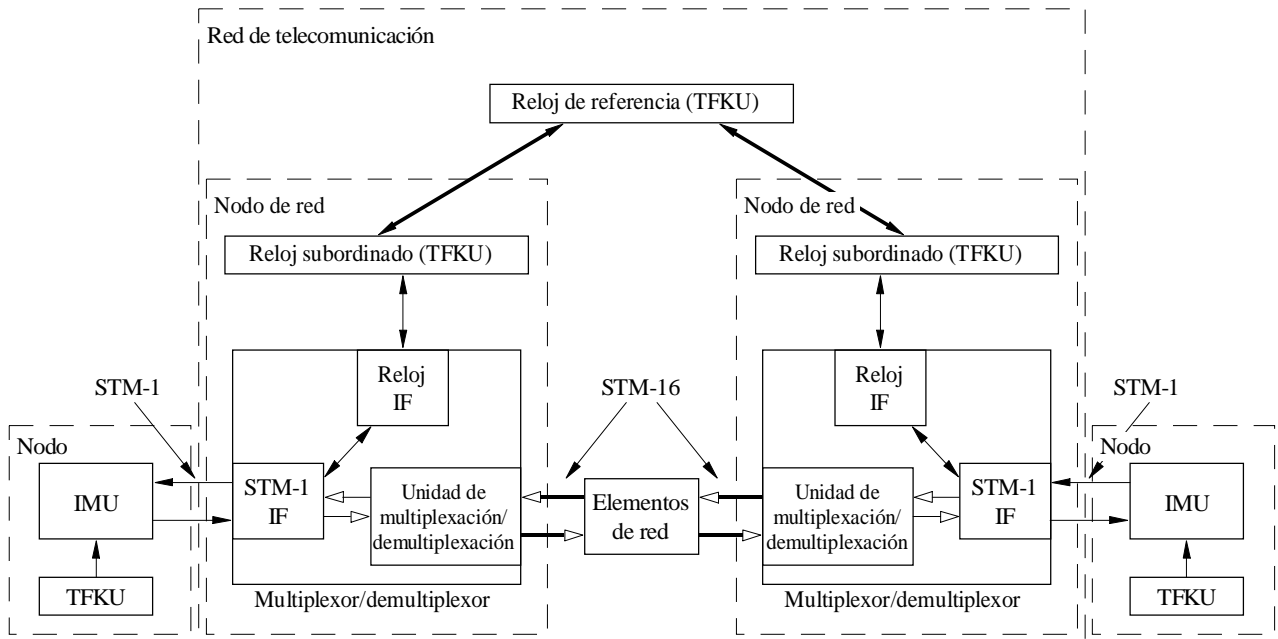 Red de telecomunicación
Reloj de referencia (TFKU)
Nodo de red
Nodo de red
Reloj subordinado (TFKU)
Reloj subordinado (TFKU)
Reloj
IF
Reloj
IF
STM-1
STM-16
STM-1
Nodo
Nodo
IMU
STM-1
IF
Unidad de
multiplexación/
demultiplexación
Elementos
de red
Unidad de
multiplexación/
demultiplexación
STM-1
IF
IMU
TFKU
Multiplexor/demultiplexor
Multiplexor/demultiplexor
TFKU